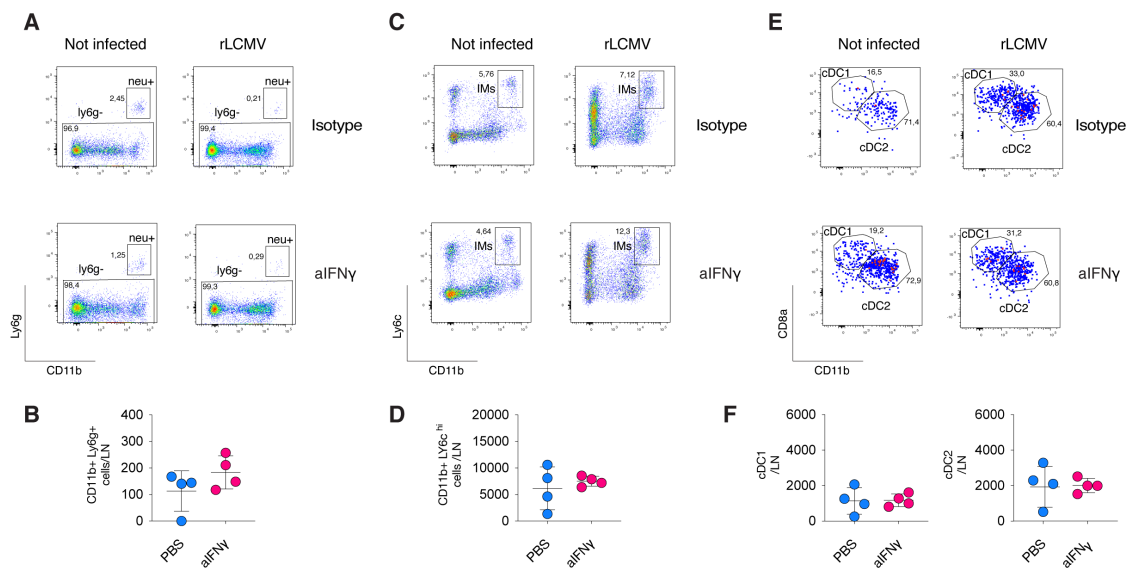 A
Not infected
rLCMV
neu+
2,45
ly6g-
96,9
neu+
0,21
ly6g-
99,4
Isotype
neu+
1,25
ly6g-
98,4
neu+
0,29
ly6g-
99,3
aIFNγ
Ly6g
CD11b
B
CD11b+ Ly6g+
cells/LN
400
300
200
100
0
PBS
aIFNγ
C
Not infected
rLCMV
5,76
IMs
7,12
IMs
Isotype
4,64
IMs
12,3
IMs
aIFNγ
Ly6c
CD11b
D
CD11b+ LY6c hi
cells /LN
20000
15000
10000
5000
0
PBS
aIFNγ
E
Not infected
rLCMV
cDC1
16,5
71,4
cDC2
cDC1
33,0
60,4
cDC2
Isotype
cDC1
19,2
72,9
cDC2
cDC1
31,2
60,8
cDC2
aIFNγ
CD8a
CD11b
F
cDC1
/LN
6000
4000
2000
0
PBS
aIFNγ
cDC2
/LN
6000
4000
2000
0
PBS
aIFNγ